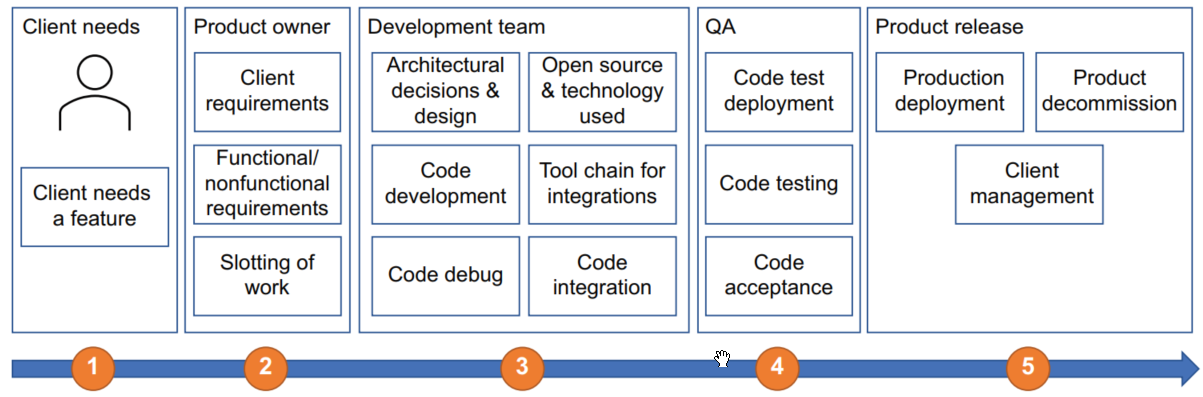 Client needs
Client needs
a feature
Product owner
Client
requirements
Functional/
nonfunctional
requirements
Slotting of
work
Development team
Architectural
decisions &
design
Open source
& technology
used
Code
development
Tool chain for
integrations
Code debug
Code
integration
QA
Code test
deployment
Code testing
Code
acceptance
Product release
Production
deployment
Product
decommission
Client
management
1
2
3
4
5